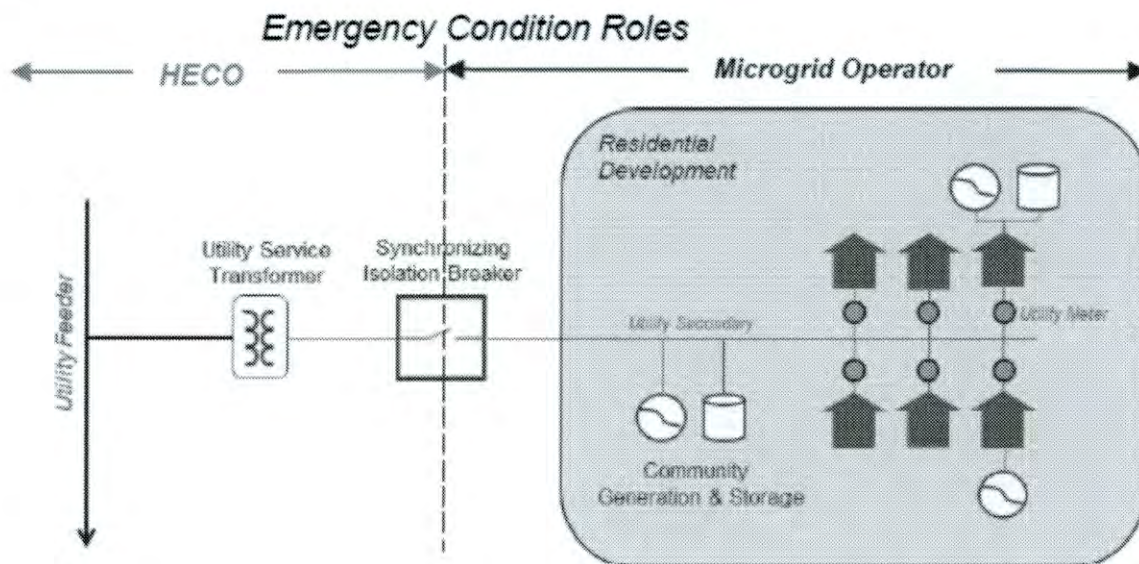 Emergency Condition Roles
HECO
Microgrid Operator
Residential
Development
Utility Service
Transformer
Synchronizing
Isolation Breaker
Utility Feeder
Utility Secondary
Utility Meter
Community
Generation & Storage